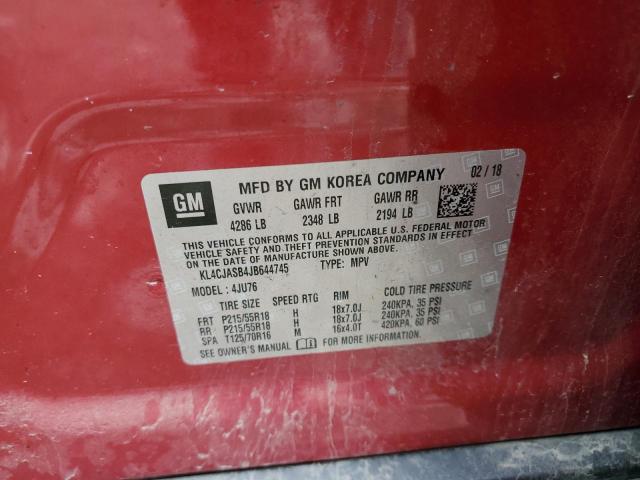 GM
MFD BY GM KOREA COMPANY 02 / 18
GVWR GAWR FRT GAWR RR
4286 LB 2348 LB 2194 LB
THIS VEHICLE CONFORMS TO ALL APPLICABLE U.S. FEDERAL MOTOR
VEHICLE SAFETY AND THEFT PREVENTION STANDARDS IN EFFECT
ON THE DATE OF MANUFACTURE SHOWN ABOVE.
KL4CJASB4JB644745 TYPE: MPV
MODEL: 4JU76
TIRE SIZE SPEED RTG RIM COLD TIRE PRESSURE
FRT P215/55R18 H 18x7.0J 240KPA, 35 PSI
RR P215/55R18 H 18x7.0J 240KPA, 35 PSI
SPA T125/70R16 M 16x4.0T 420KPA, 60 PSI
SEE OWNER'S MANUAL FOR MORE INFORMATION